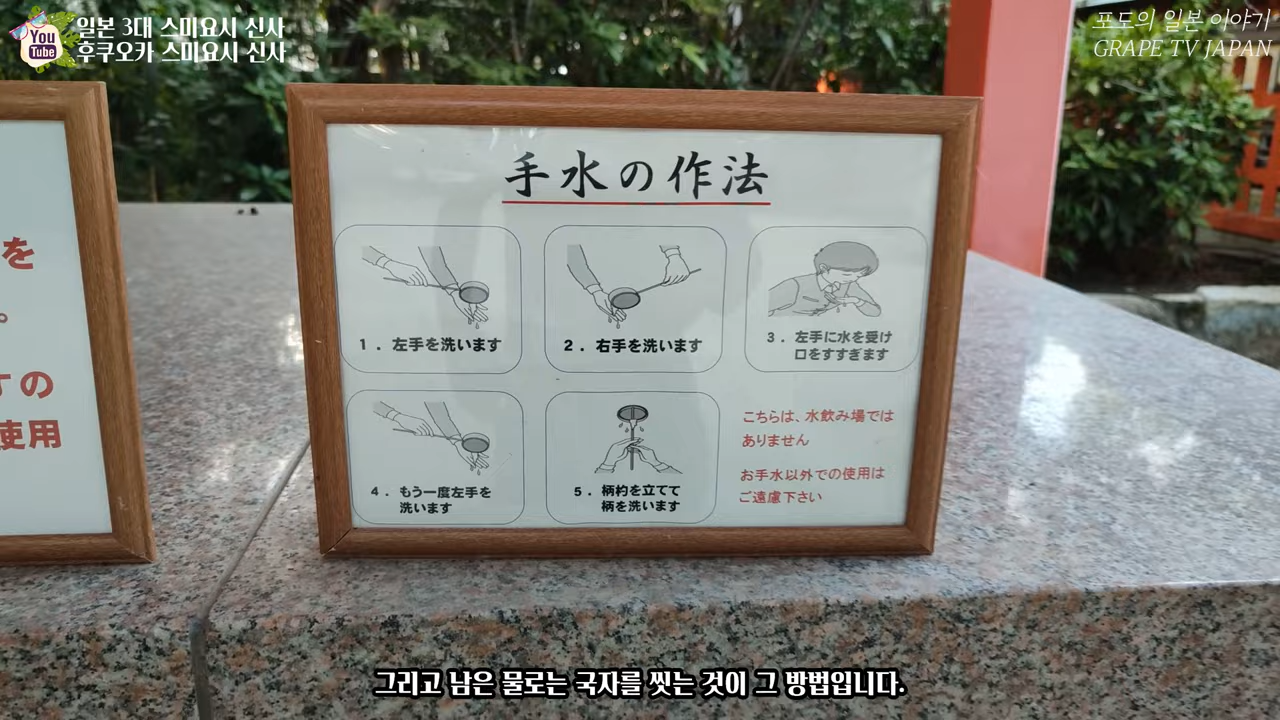 You
Tube
일본 3대 스미요시 신사
후쿠오카 스미요시 신사
포도의 일본 이야기
GRAPE TV JAPAN
を
。
すの
使用
手水の作法
1．左手を洗います
2．右手を洗います
3．左手に水を受け
口をすすぎます
4．もう一度左手を
洗います
5．柄杓を立てて
柄を洗います
こちらは、水飲み場では
ありません
お手水以外での使用は
ご遠慮下さい
그리고 남은 물로는 국자를 씻는 것이 그 방법입니다.